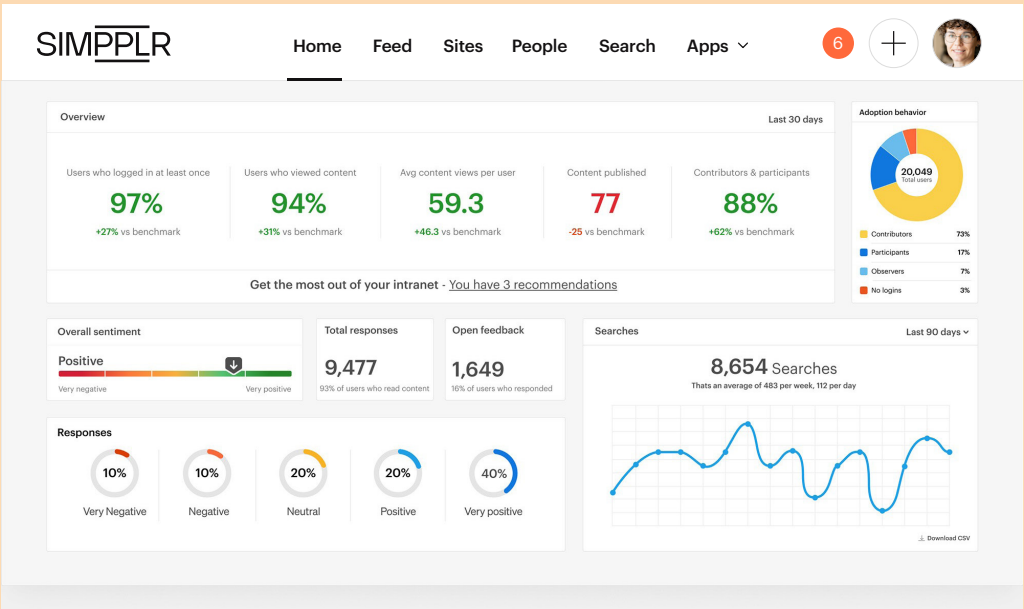 SIMPPLR
Home Feed Sites People Search Apps
6
Overview
Last 30 days
Users who logged in at least once
97%
+27% vs benchmark
Users who viewed content
94%
+31% vs benchmark
Avg content views per user
59.3
+46.3 vs benchmark
Content published
77
-25 vs benchmark
Contributors & participants
88%
+62% vs benchmark
Get the most out of your intranet - You have 3 recommendations
Adoption behavior
20,049
Total users
Contributors 73%
Participants 17%
Observers 7%
No logins 3%
Overall sentiment
Positive
Very negative Very positive
Total responses
9,477
93% of users who read content
Open feedback
1,649
16% of users who responded
Responses
10%
Very Negative
10%
Negative
20%
Neutral
20%
Positive
40%
Very positive
Searches
Last 90 days
8,654 Searches
Thats an average of 483 per week, 112 per day
Download CSV